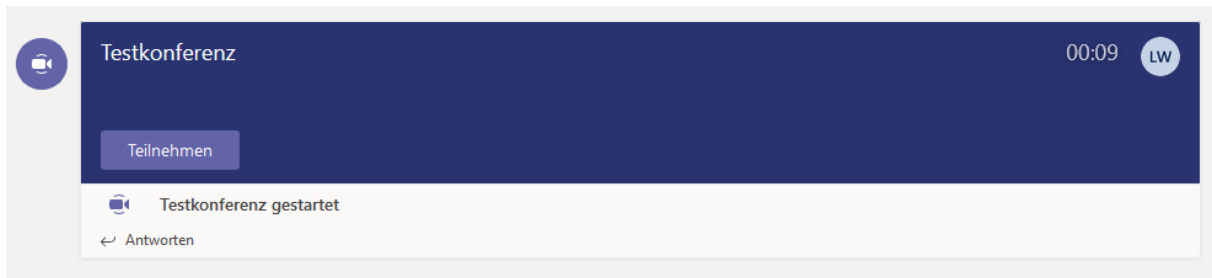 Testkonferenz
00:09
LW
Teilnehmen
Testkonferenz gestartet
Antworten